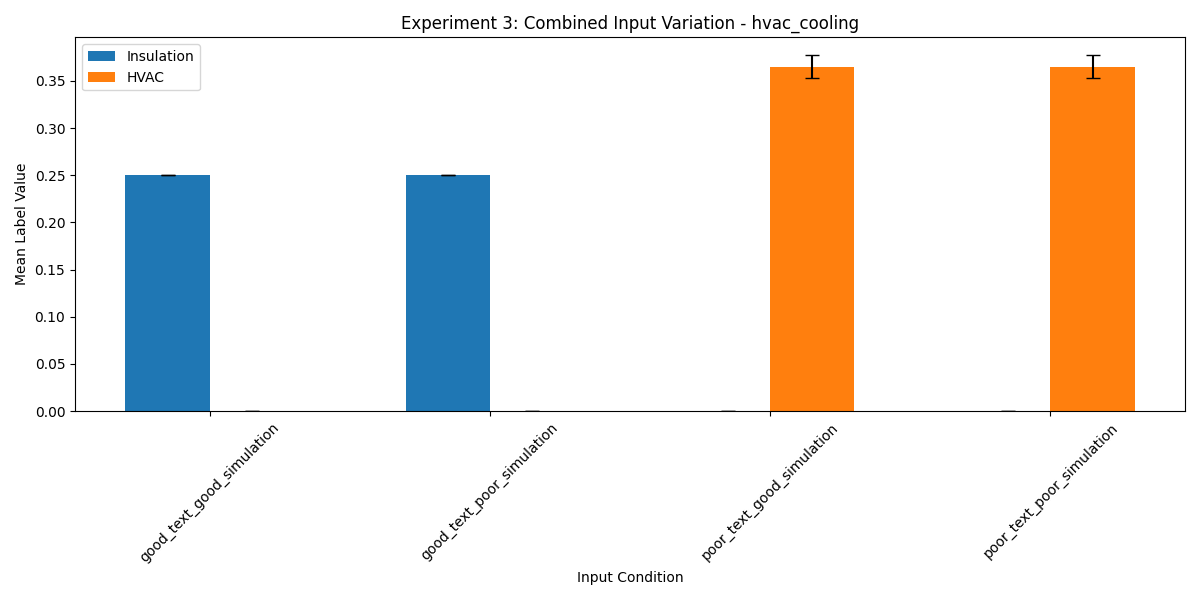 Experiment 3: Combined Input Variation - hvac_cooling
Insulation
HVAC
Mean Label Value
0.35
0.30
0.25
0.20
0.15
0.10
0.05
0.00
good_text_good_simulation
good_text_poor_simulation
poor_text_good_simulation
poor_text_poor_simulation
Input Condition